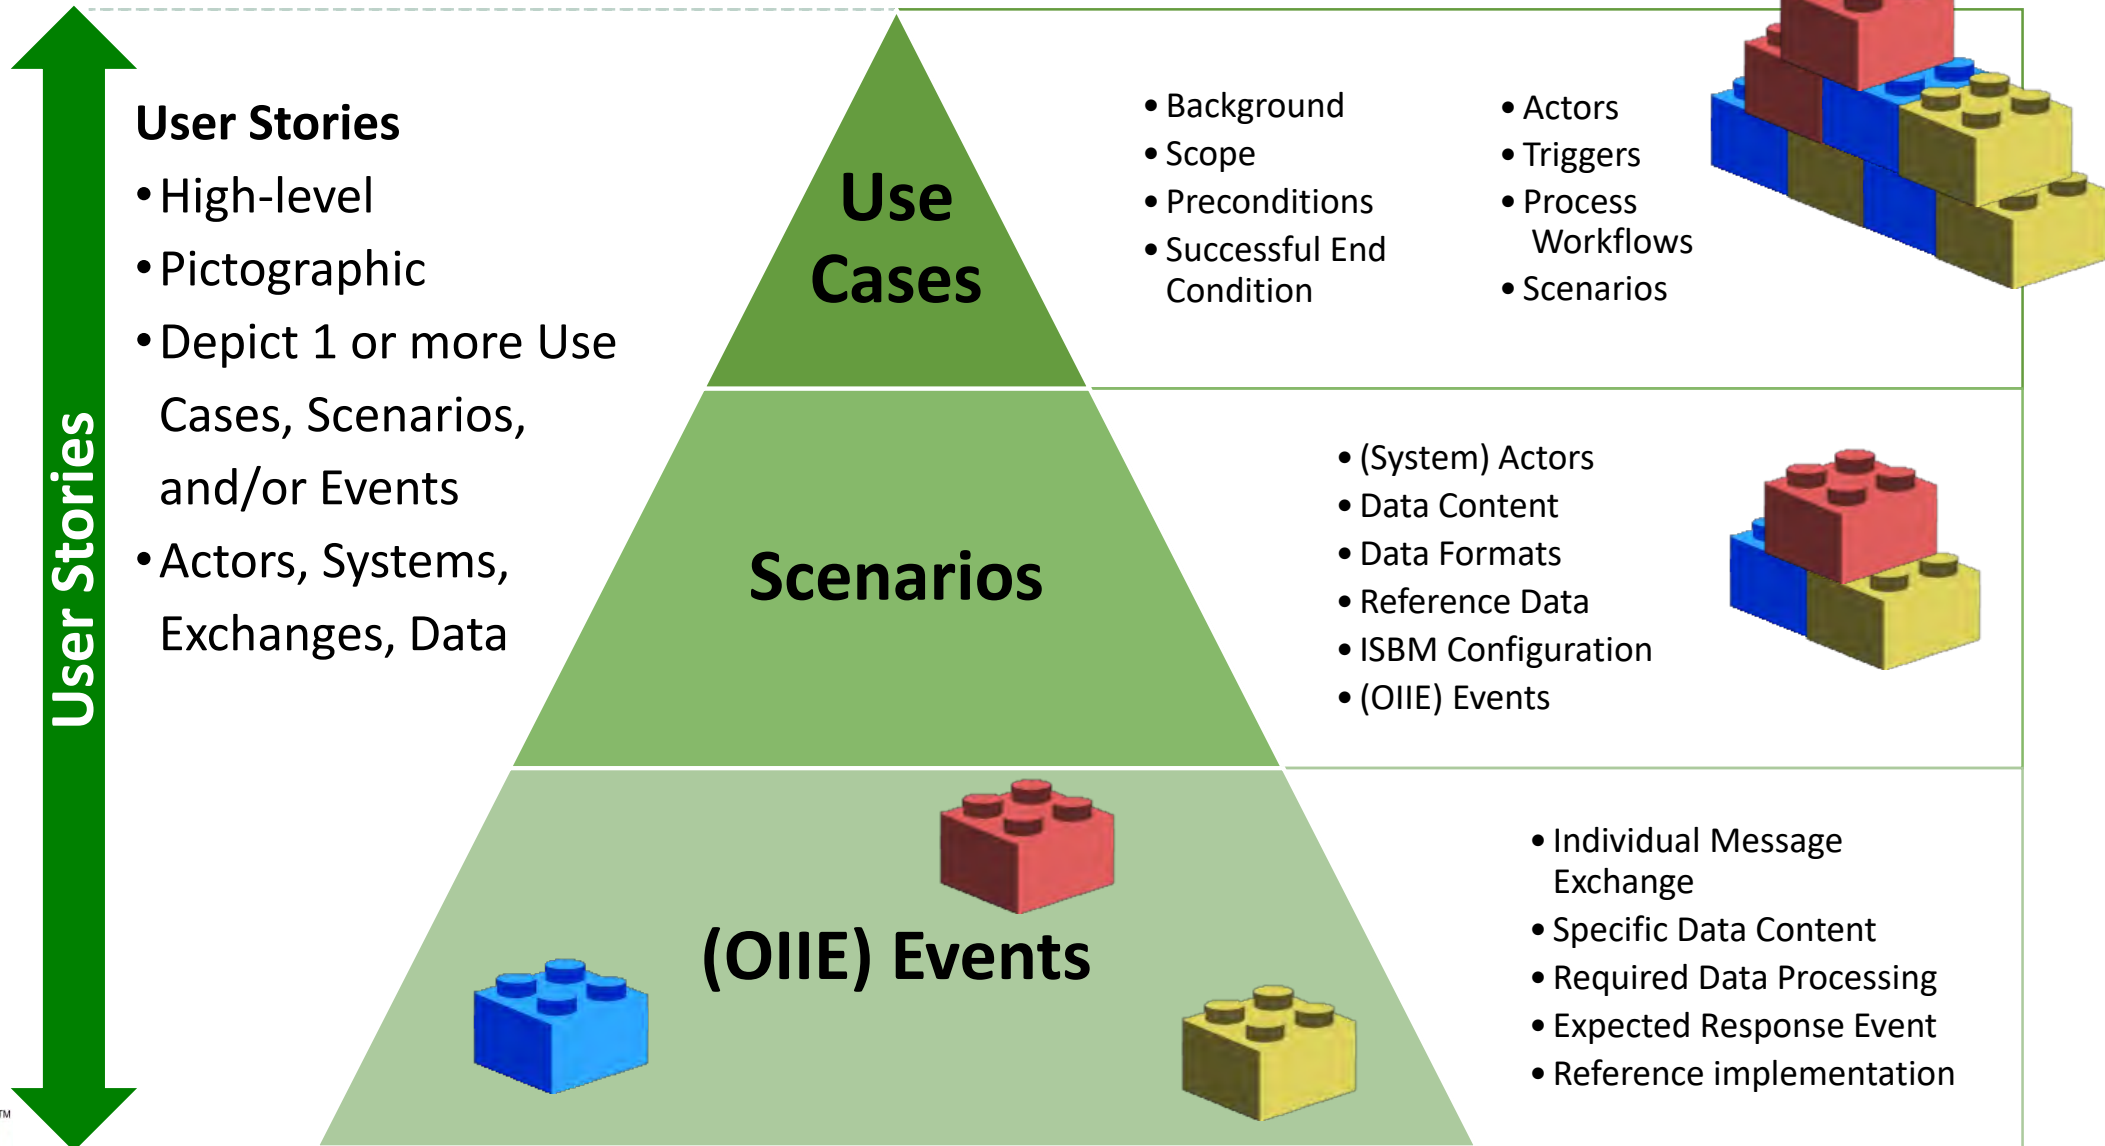 User Stories
User Stories
• High-level
• Pictographic
• Depict 1 or more Use
Cases, Scenarios,
and/or Events
• Actors, Systems,
Exchanges, Data
Use
Cases
• Background
• Scope
• Preconditions
• Successful End
Condition
• Actors
• Triggers
• Process
Workflows
• Scenarios
Scenarios
• (System) Actors
• Data Content
• Data Formats
• Reference Data
• ISBM Configuration
• (OIIE) Events
(OIIE) Events
• Individual Message
Exchange
• Specific Data Content
• Required Data Processing
• Expected Response Event
• Reference implementation
TM